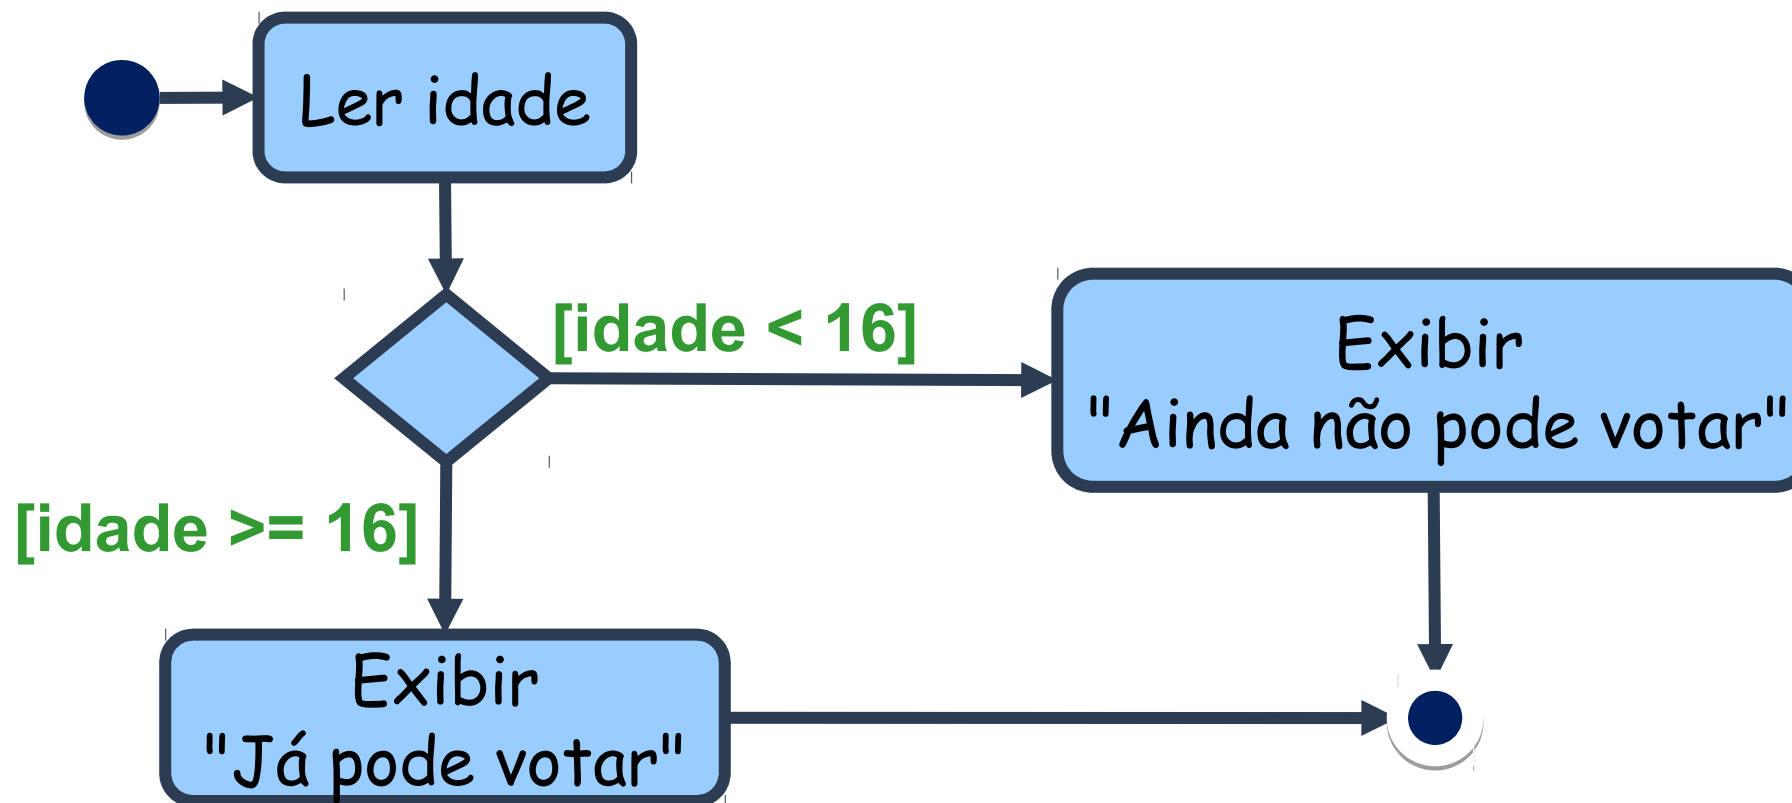 Ler idade
[idade < 16]
Exibir
"Ainda não pode votar"
[idade >= 16]
Exibir
"Já pode votar"